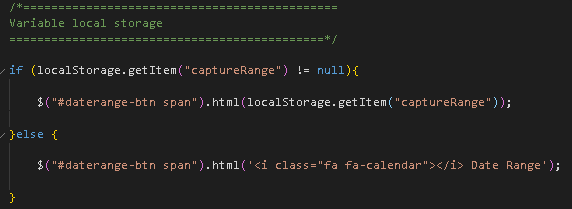 /*=============================================
Variable local storage
=============================================*/
if (localStorage.getItem("captureRange") != null){
$("#daterange-btn span").html(localStorage.getItem("captureRange"));
}else {
$("#daterange-btn span").html('<i class="fa fa-calendar"></i> Date Range');
}